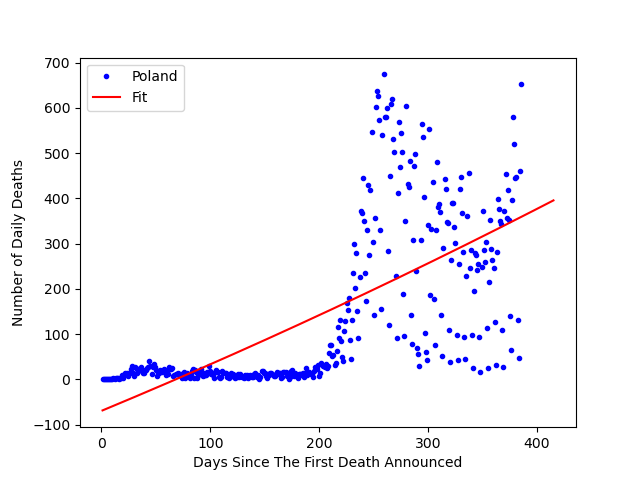 700
600
500
400
300
200
100
0
−100
0 100 200 300 400
Number of Daily Deaths
Days Since The First Death Announced
Poland
Fit